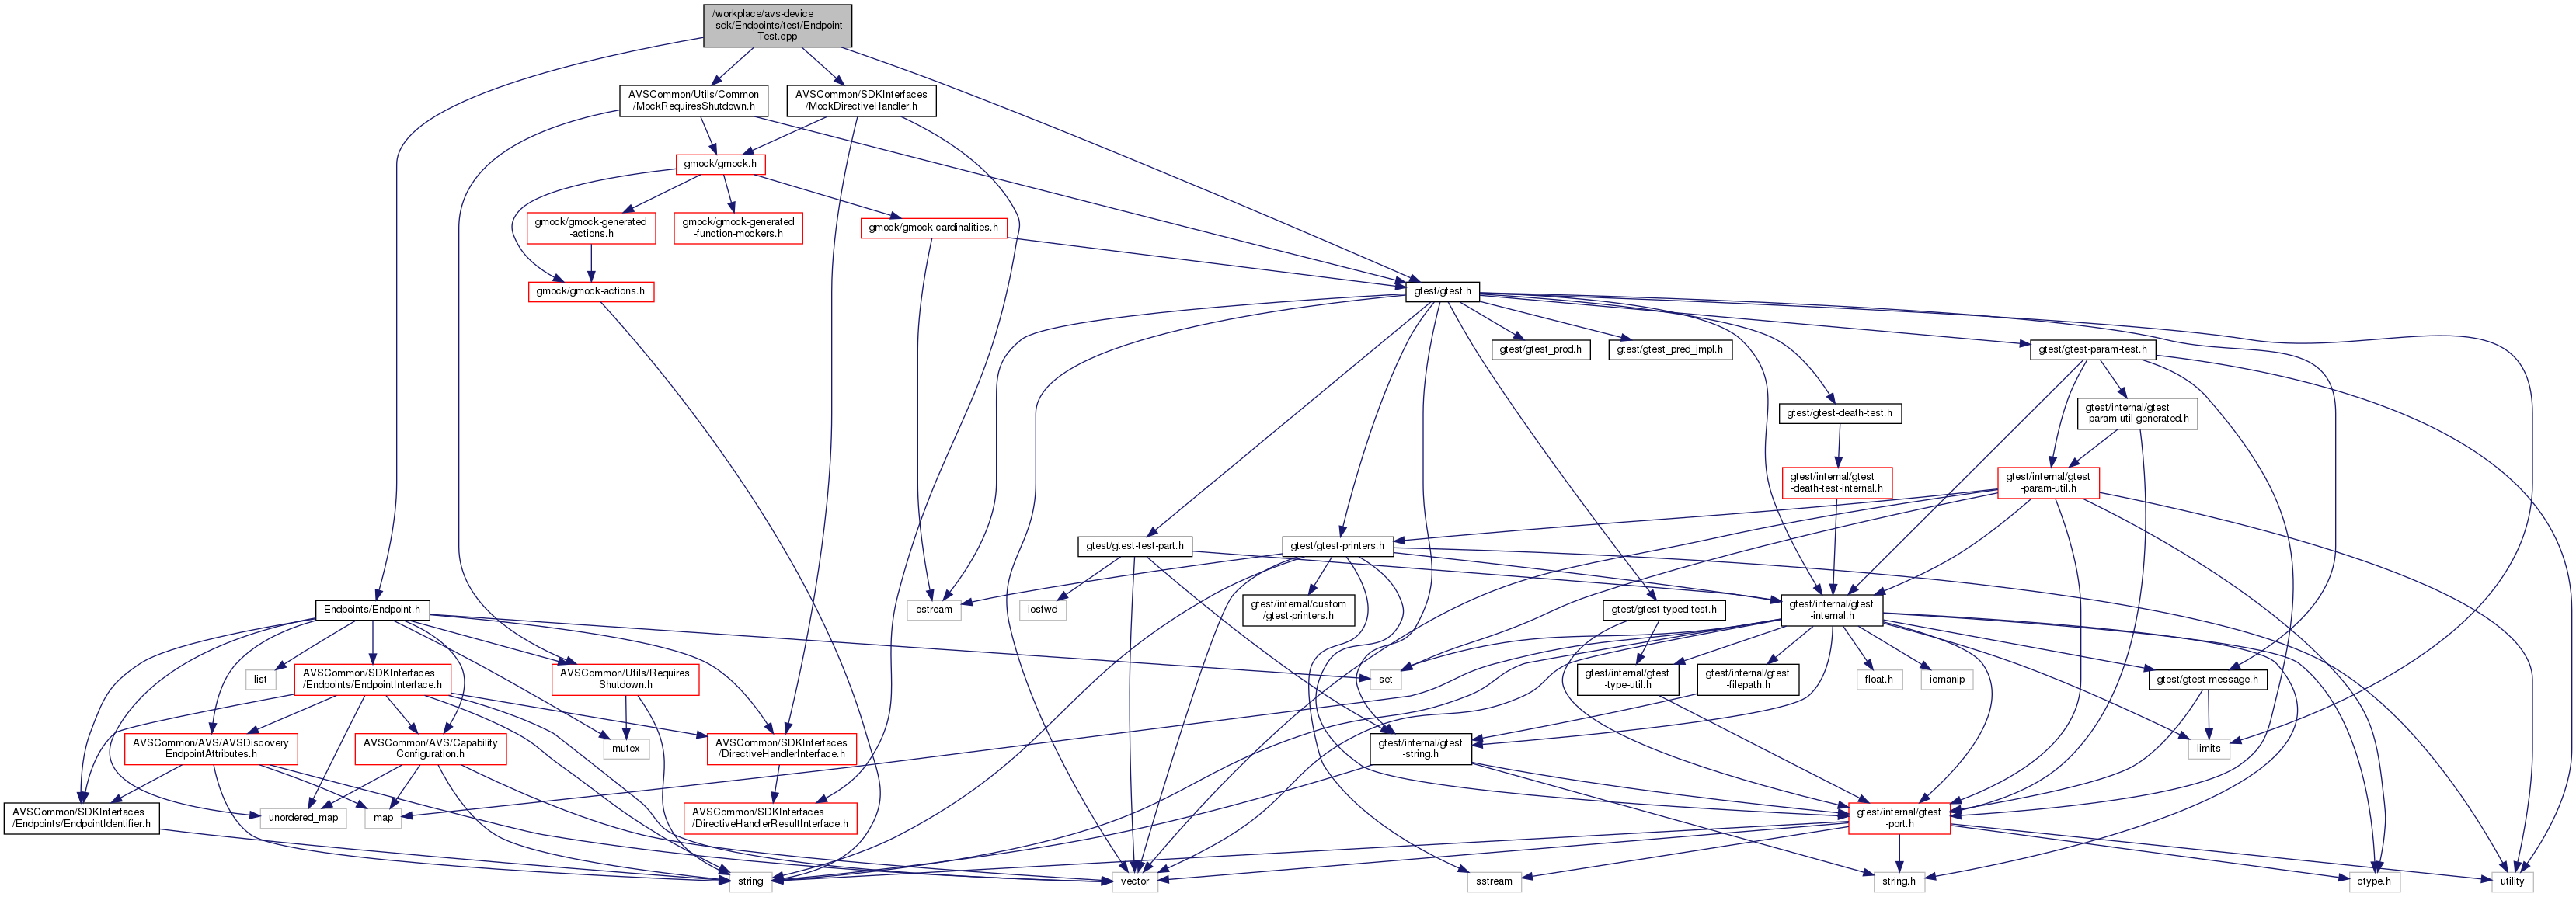 /workplace/avs-device
-sdk/Endpoints/test/Endpoint
Test.cpp
AVSCommon/Utils/Common
/MockRequiresShutdown.h
AVSCommon/SDKInterfaces
/MockDirectiveHandler.h
gmock/gmock.h
gmock/gmock-generated
-actions.h
gmock/gmock-generated
-function-mockers.h
gmock/gmock-cardinalities.h
gmock/gmock-actions.h
gtest/gtest.h
gtest/gtest_prod.h
gtest/gtest_pred_impl.h
gtest/gtest-param-test.h
gtest/gtest-death-test.h
gtest/internal/gtest
-param-util-generated.h
gtest/internal/gtest
-death-test-internal.h
gtest/internal/gtest
-param-util.h
gtest/gtest-test-part.h
gtest/gtest-printers.h
Endpoints/Endpoint.h
ostream
iosfwd
gtest/internal/custom
/gtest-printers.h
gtest/gtest-typed-test.h
gtest/internal/gtest
-internal.h
list
AVSCommon/SDKInterfaces
/Endpoints/EndpointInterface.h
AVSCommon/Utils/Requires
Shutdown.h
set
gtest/internal/gtest
-type-util.h
gtest/internal/gtest
-filepath.h
float.h
iomanip
gtest/gtest-message.h
AVSCommon/AVS/AVSDiscovery
EndpointAttributes.h
AVSCommon/AVS/Capability
Configuration.h
mutex
AVSCommon/SDKInterfaces
/DirectiveHandlerInterface.h
gtest/internal/gtest
-string.h
limits
AVSCommon/SDKInterfaces
/Endpoints/EndpointIdentifier.h
unordered_map
map
AVSCommon/SDKInterfaces
/DirectiveHandlerResultInterface.h
gtest/internal/gtest
-port.h
string
vector
sstream
string.h
ctype.h
utility